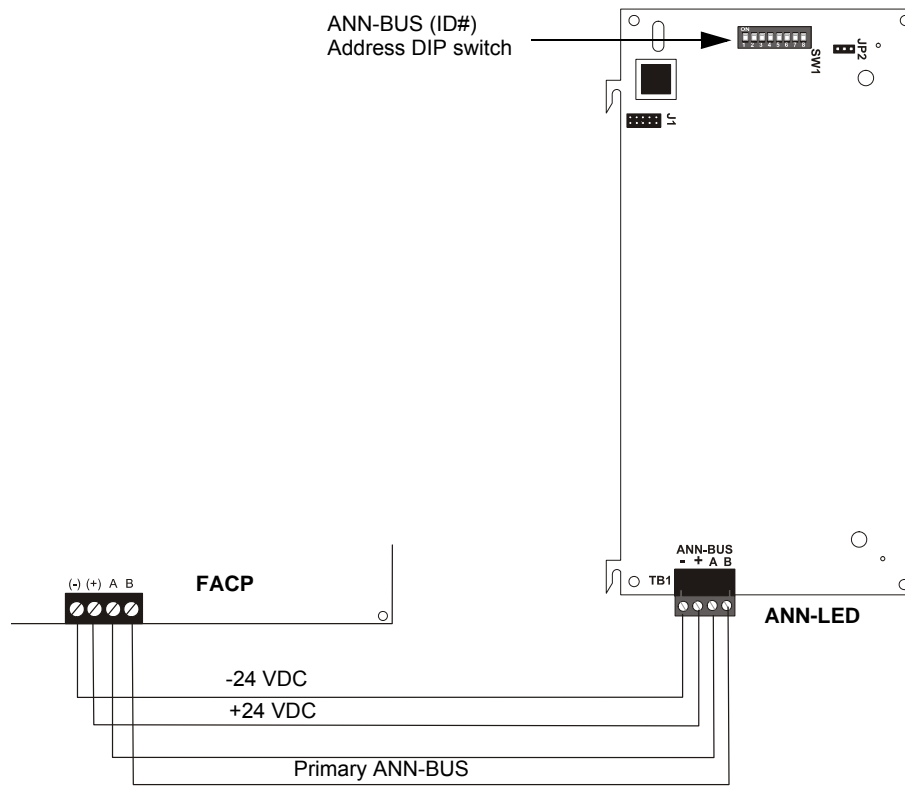 ANN-BUS (ID#)
Address DIP switch
ON
1 2 3 4 5 6 7 8
SW1
JP2
J1
ANN-BUS
- + A B
TB1
ANN-LED
(-) (+) A B
FACP
-24 VDC
+24 VDC
Primary ANN-BUS